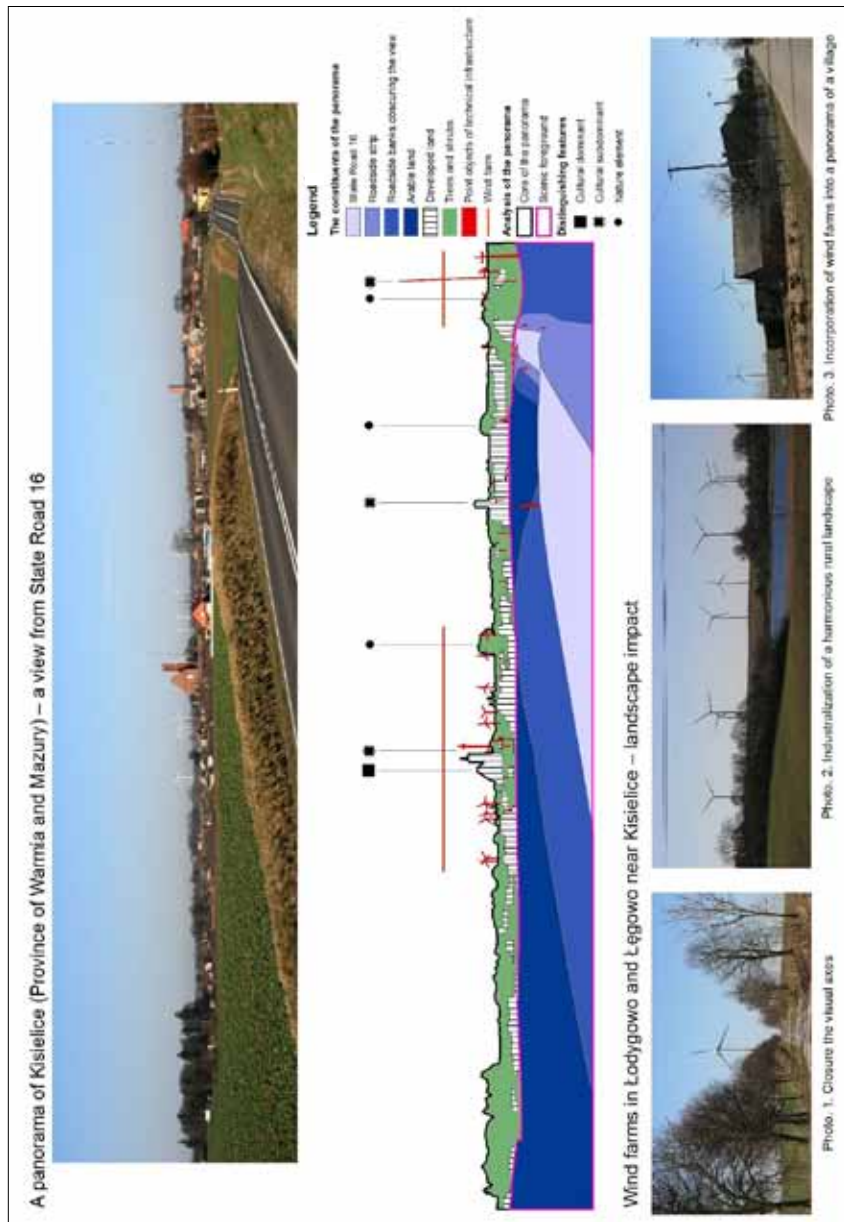 A panorama of Kisielice (Province of Warmia and Mazury) – a view from State Road 16
Legend
The constituents of the panorama
State Road 16
Roadside strip
Roadside banks obscuring the view
Arable land
Developed land
Trees and shrubs
Point objects of technical infrastructure
Wind farm
Analysis of the panorama
Core of the panorama
Scenic foreground
Distinguishing features
Cultural dominant
Cultural subdominant
Nature element
Wind farms in Łodygowo and Łęgowo near Kisielice – landscape impact
Photo. 1. Closure the visual axes
Photo. 2. Industralization of a harmonious rural landscape
Photo. 3. Incorporation of wind farms into a panorama of a village